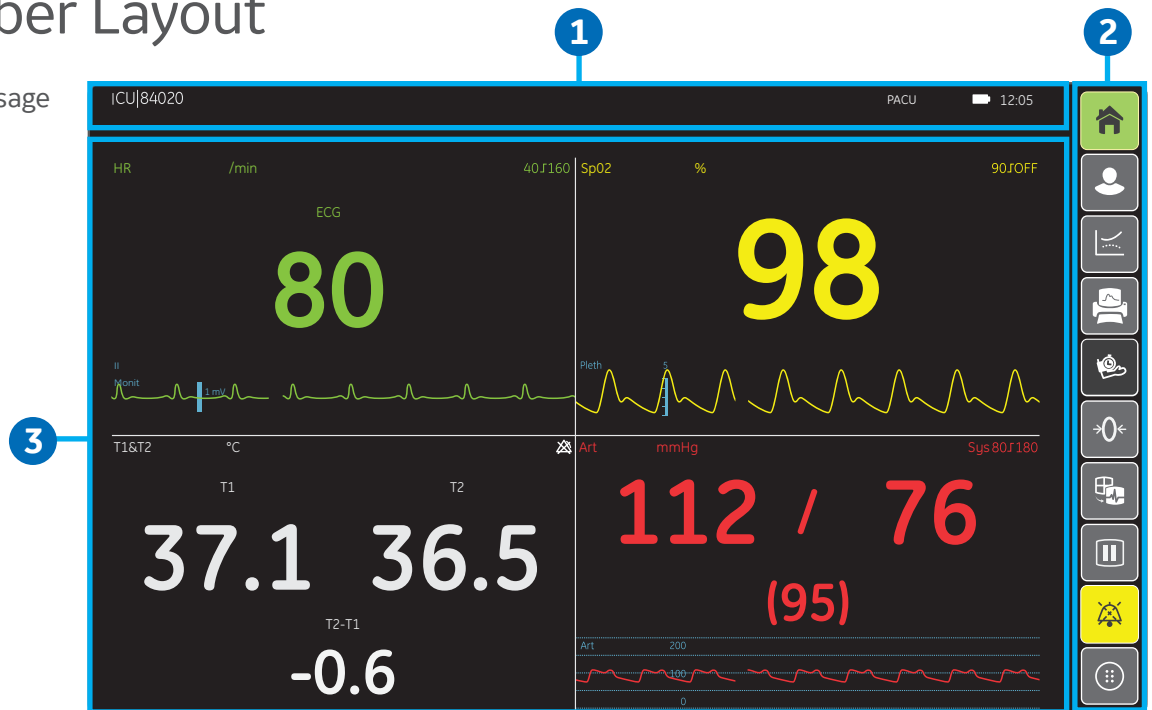 ber Layout
1
2
sage
ICU|84020 PACU 12:05
HR /min 40 160
Sp02 % 90 OFF
ECG
80
98
II
Monit
1 mV
Pleth 5
3
T1&T2 °C
Art mmHg Sys 80 180
T1 T2
37.1 36.5
112 / 76
(95)
T2-T1
-0.6
Art 200
100
0
→0←